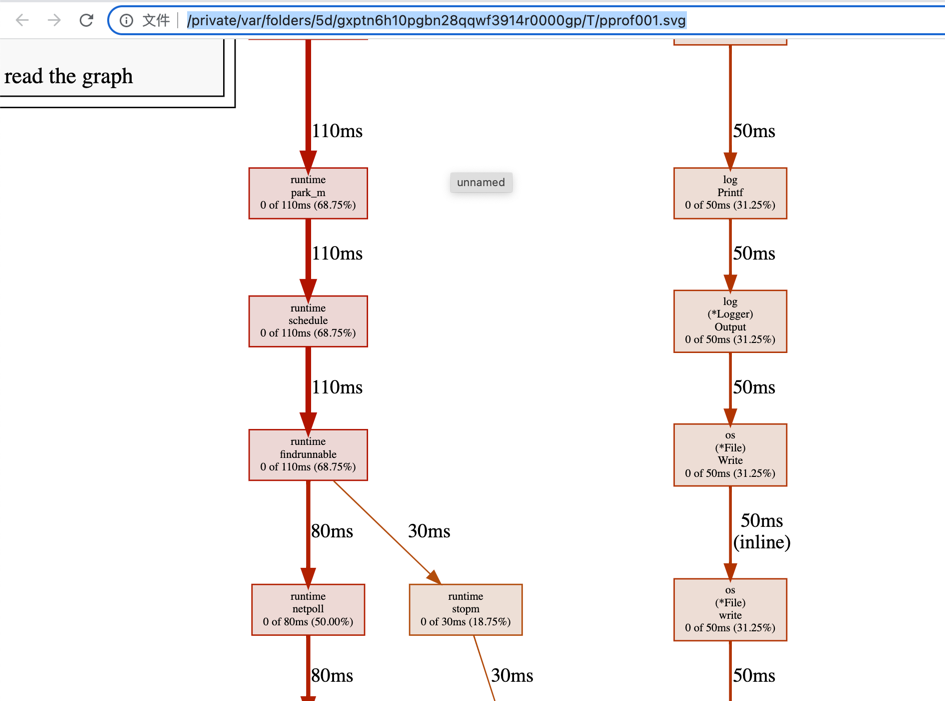 文件
/private/var/folders/5d/gxptn6h10pgbn28qqwf3914r0000gp/T/pprof001.svg
read the graph
110ms
50ms
runtime
park_m
0 of 110ms (68.75%)
unnamed
log
Printf
0 of 50ms (31.25%)
110ms
50ms
runtime
schedule
0 of 110ms (68.75%)
log
(*Logger)
Output
0 of 50ms (31.25%)
110ms
50ms
runtime
findrunnable
0 of 110ms (68.75%)
os
(*File)
Write
0 of 50ms (31.25%)
80ms
30ms
50ms
(inline)
runtime
netpoll
0 of 80ms (50.00%)
runtime
stopm
0 of 30ms (18.75%)
os
(*File)
write
0 of 50ms (31.25%)
80ms
30ms
50ms